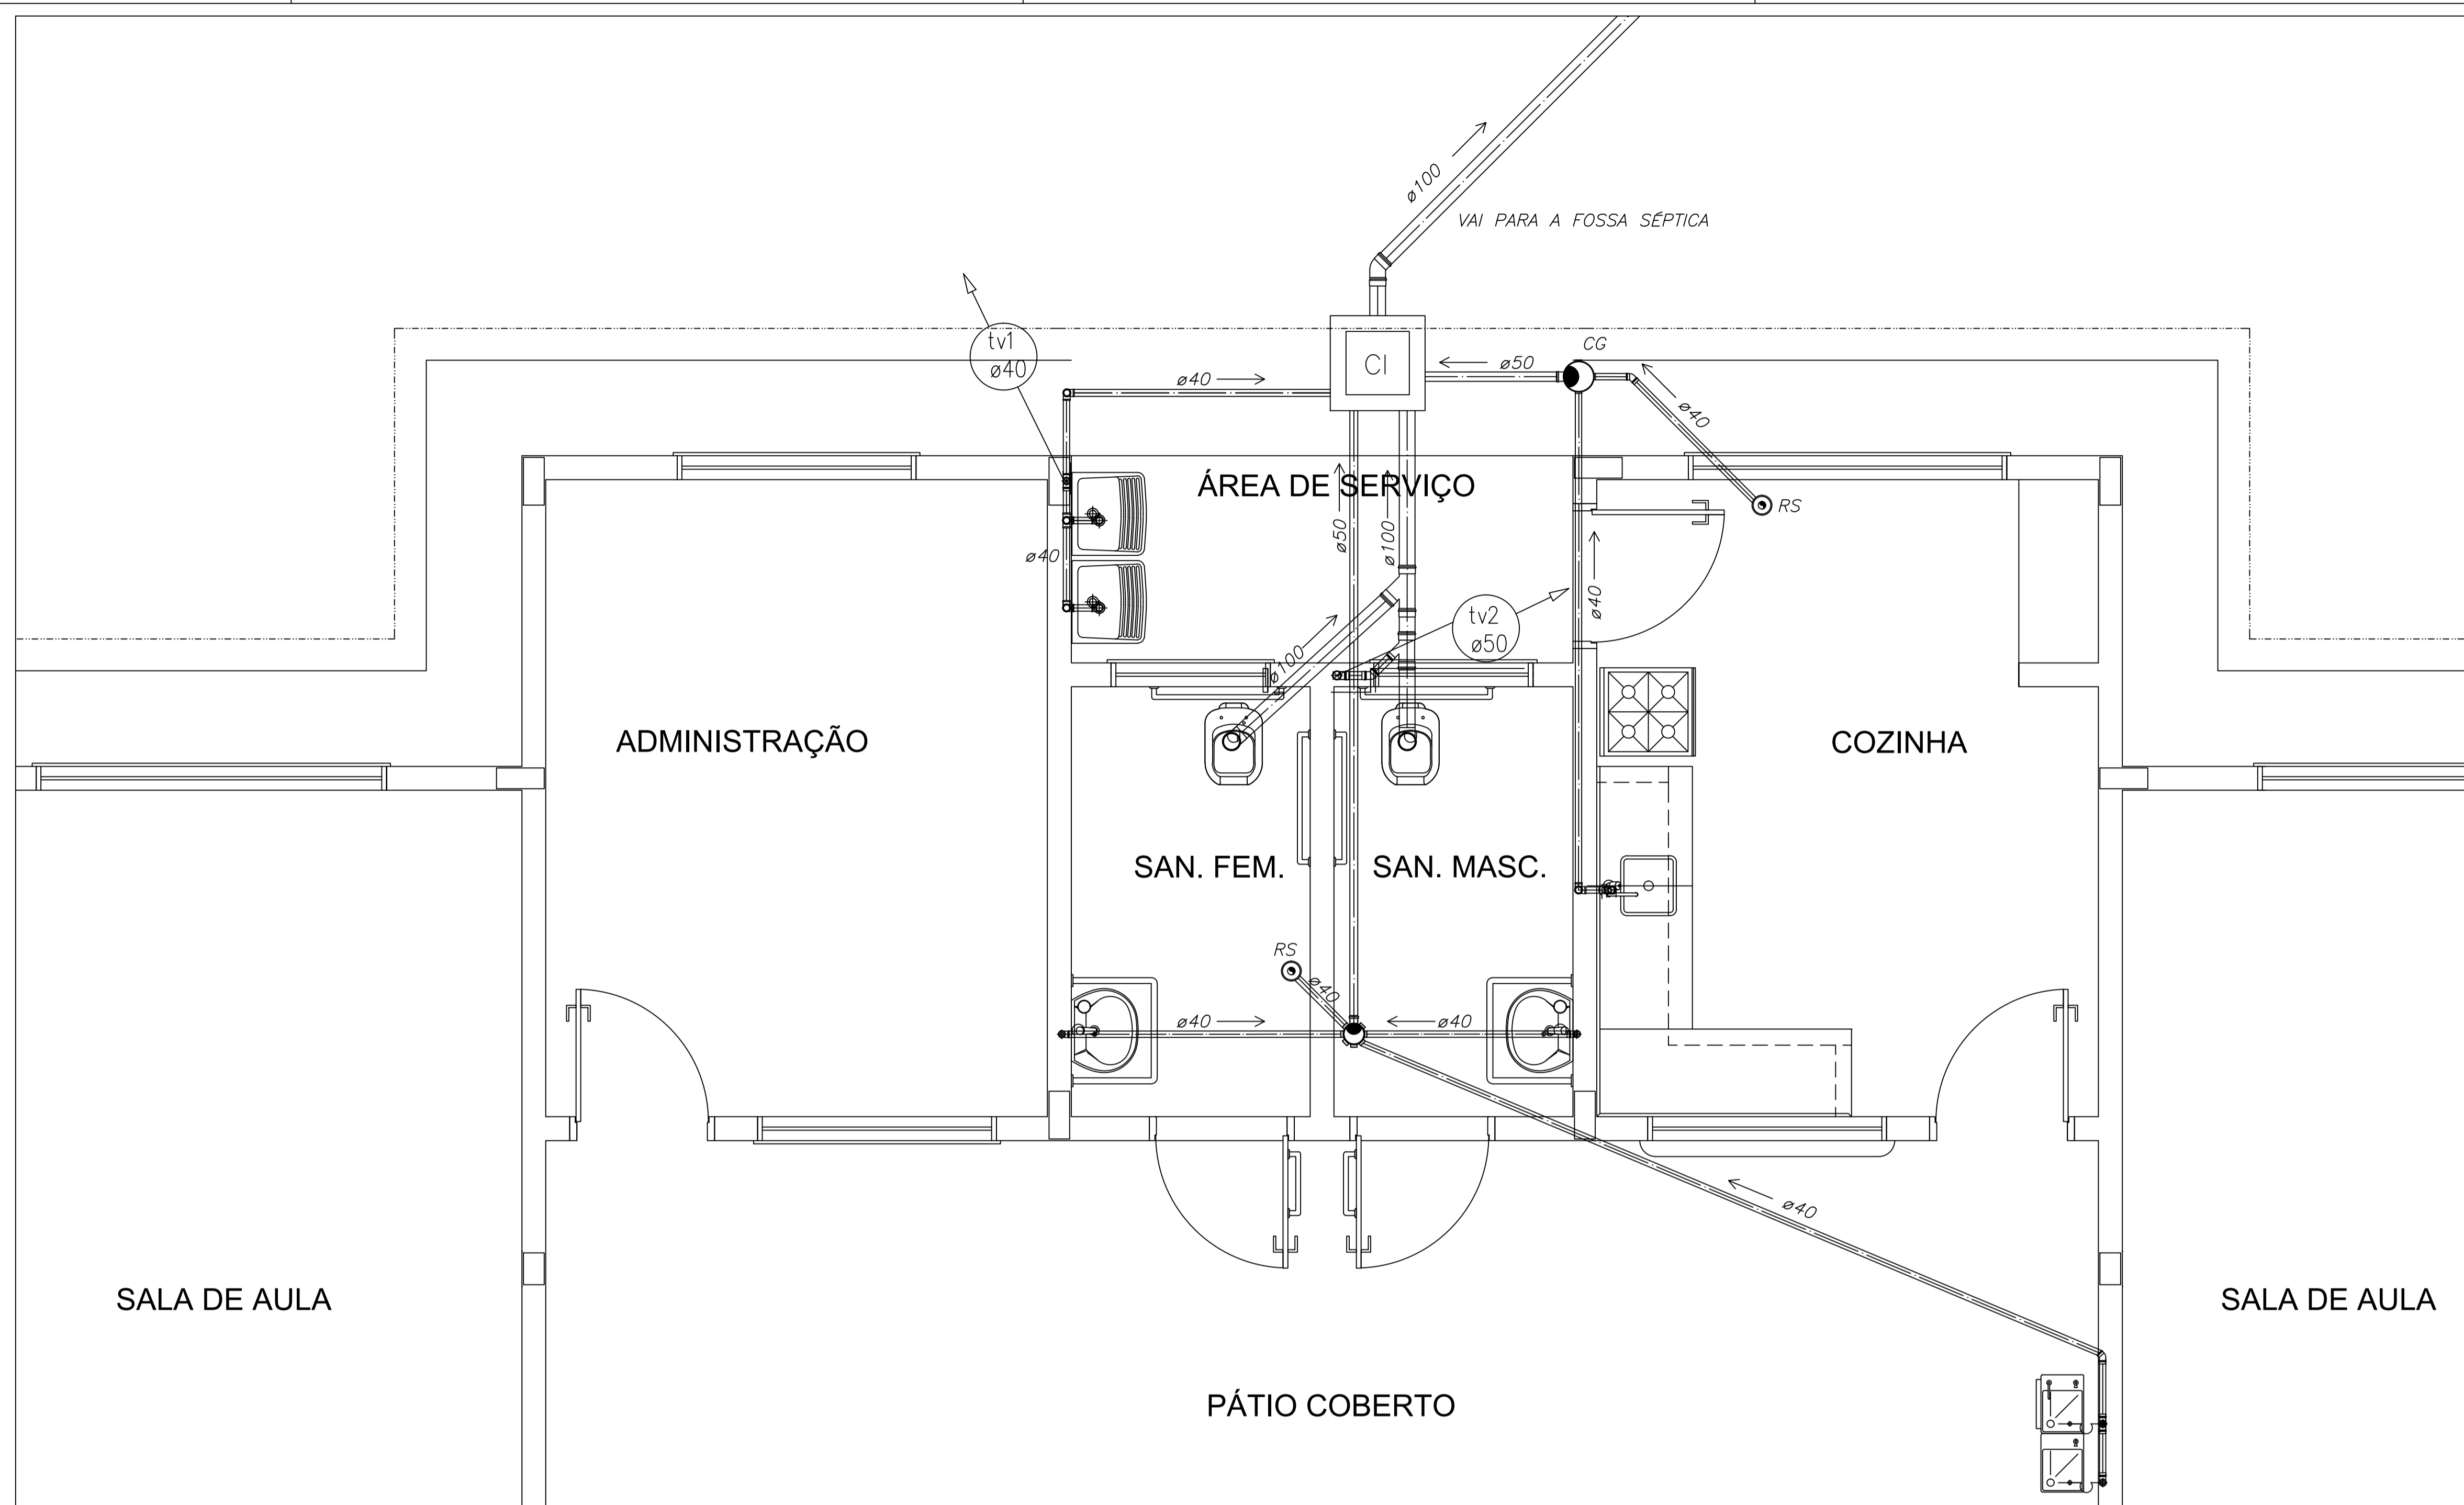 ø100
VAI PARA A FOSSA SÉPTICA
tv1
ø40
CI
CG
ø50
ø40
ø40
ÁREA DE SERVIÇO
RS
ø50
ø100
ø40
ø40
tv2
ø50
ø100
ADMINISTRAÇÃO
COZINHA
SAN. FEM.
SAN. MASC.
RS
ø40
ø40
ø40
ø40
SALA DE AULA
SALA DE AULA
PÁTIO COBERTO